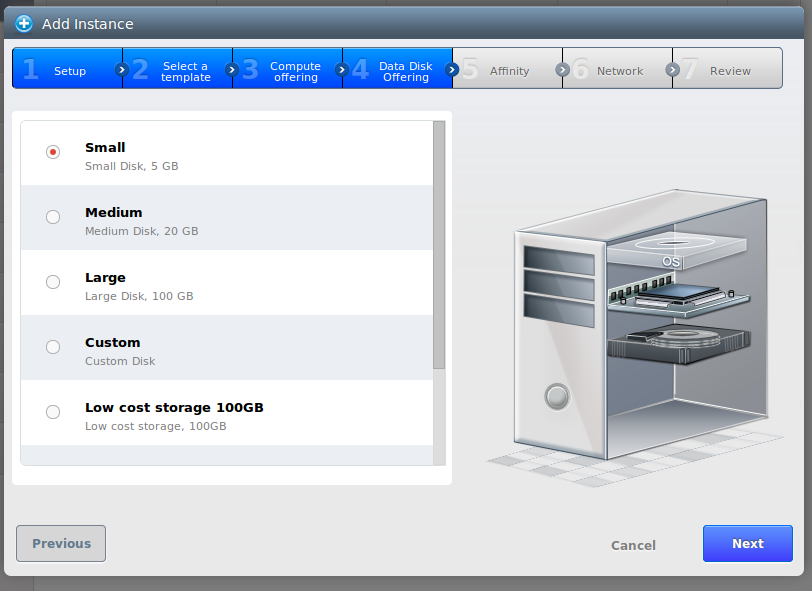 Add Instance
1 Setup
2 Select a
template
3 Compute
offering
4 Data Disk
Offering
5 Affinity
6 Network
7 Review
Small
Small Disk, 5 GB
Medium
Medium Disk, 20 GB
Large
Large Disk, 100 GB
Custom
Custom Disk
Low cost storage 100GB
Low cost storage, 100GB
OS
Previous
Cancel
Next